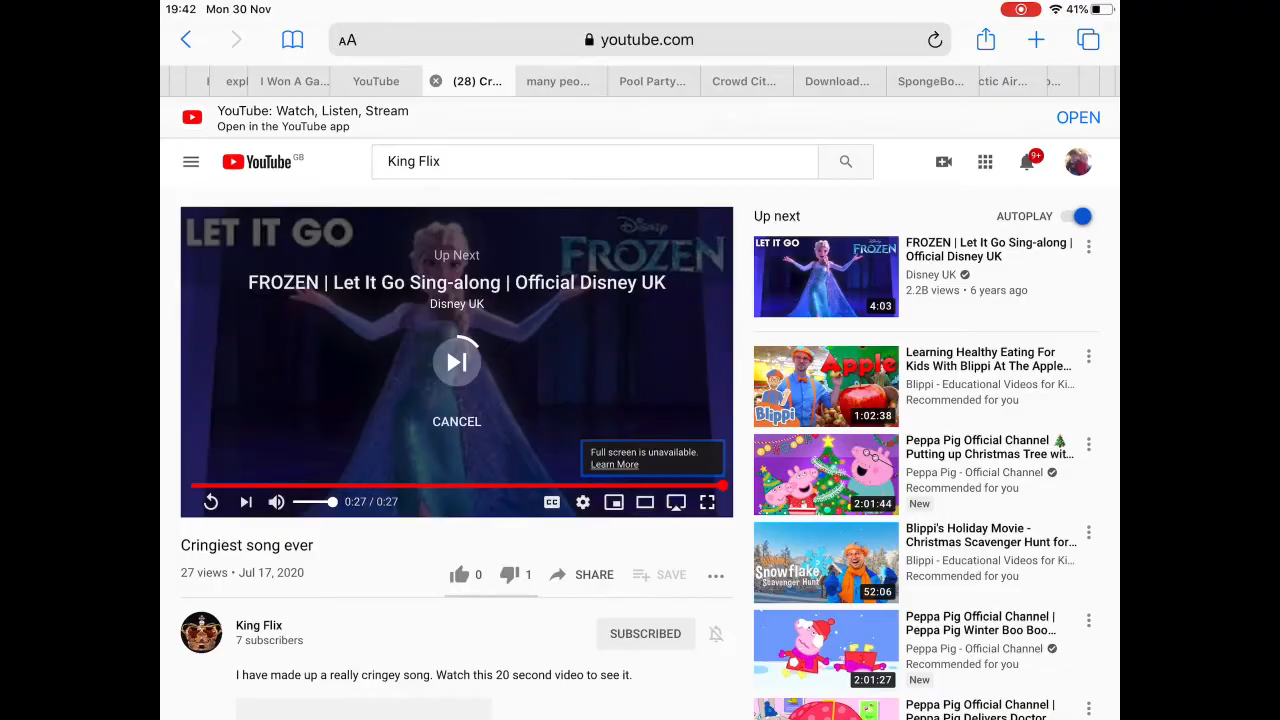 19:42 Mon 30 Nov
41%
AA
youtube.com
expl
I Won A Ga...
YouTube
(28) Cr...
many peo...
Pool Party...
Crowd Cit...
Download...
SpongeBo...
ctic Air...
YouTube: Watch, Listen, Stream
Open in the YouTube app
OPEN
YouTube GB
King Flix
9+
LET IT GO
Disney
FROZEN
Up Next
FROZEN | Let It Go Sing-along | Official Disney UK
Disney UK
CANCEL
Full screen is unavailable.
Learn More
CC
0:27 / 0:27
Cringiest song ever
27 views • Jul 17, 2020
0
1
SHARE
SAVE
King Flix
7 subscribers
SUBSCRIBED
I have made up a really cringey song. Watch this 20 second video to see it.
Up next
AUTOPLAY
LET IT GO
FROZEN
4:03
FROZEN | Let It Go Sing-along |
Official Disney UK
Disney UK
2.2B views • 6 years ago
Apple
Blippi
1:02:38
Learning Healthy Eating For
Kids With Blippi At The Apple...
Blippi - Educational Videos for Ki...
Recommended for you
2:01:44
Peppa Pig Official Channel 🎄
Putting up Christmas Tree wit...
Peppa Pig - Official Channel
Recommended for you
New
Snowflake
Scavenger Hunt
52:06
Blippi's Holiday Movie -
Christmas Scavenger Hunt for...
Blippi - Educational Videos for Ki...
Recommended for you
2:01:27
Peppa Pig Official Channel |
Peppa Pig Winter Boo Boo...
Peppa Pig - Official Channel
Recommended for you
New
Peppa Pig Official Channel |
Peppa Pig Delivers Doctor